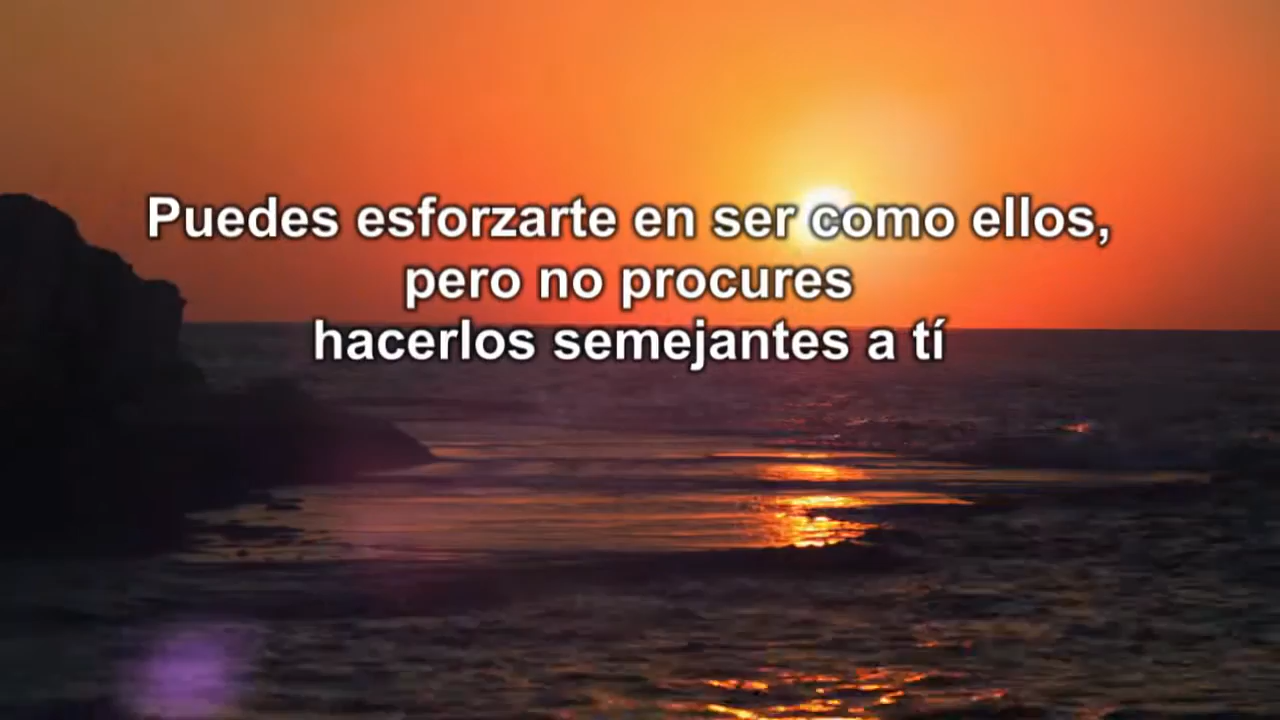 Puedes esforzarte en ser como ellos,
pero no procures
hacerlos semejantes a tí